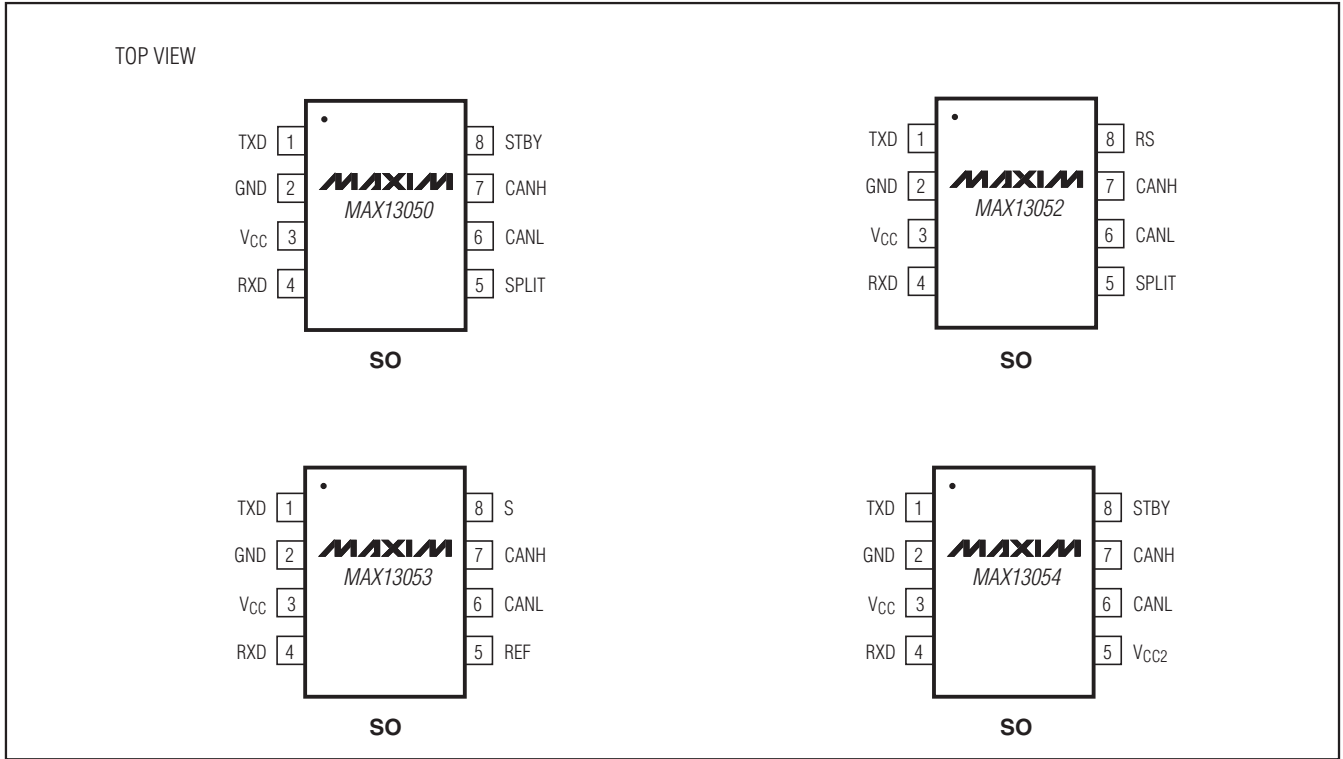 TOP VIEW
TXD 1 8 STBY
GND 2 MAXIM 7 CANH
MAX13050
VCC 3 6 CANL
RXD 4 5 SPLIT
SO
TXD 1 8 RS
GND 2 MAXIM 7 CANH
MAX13052
VCC 3 6 CANL
RXD 4 5 SPLIT
SO
TXD 1 8 S
GND 2 MAXIM 7 CANH
MAX13053
VCC 3 6 CANL
RXD 4 5 REF
SO
TXD 1 8 STBY
GND 2 MAXIM 7 CANH
MAX13054
VCC 3 6 CANL
RXD 4 5 VCC2
SO